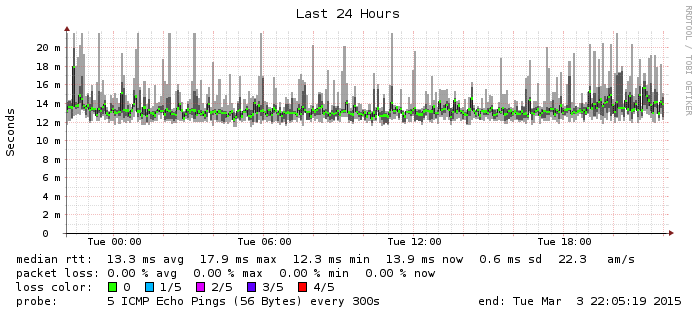 Last 24 Hours
RRDTOOL / TOBI OETIKER
Seconds
20 m
18 m
16 m
14 m
12 m
10 m
8 m
6 m
4 m
2 m
0
Tue 00:00 Tue 06:00 Tue 12:00 Tue 18:00
median rtt: 13.3 ms avg 17.9 ms max 12.3 ms min 13.9 ms now 0.6 ms sd 22.3 am/s
packet loss: 0.00 % avg 0.00 % max 0.00 % min 0.00 % now
loss color: 0 1/5 2/5 3/5 4/5
probe: 5 ICMP Echo Pings (56 Bytes) every 300s end: Tue Mar 3 22:05:19 2015